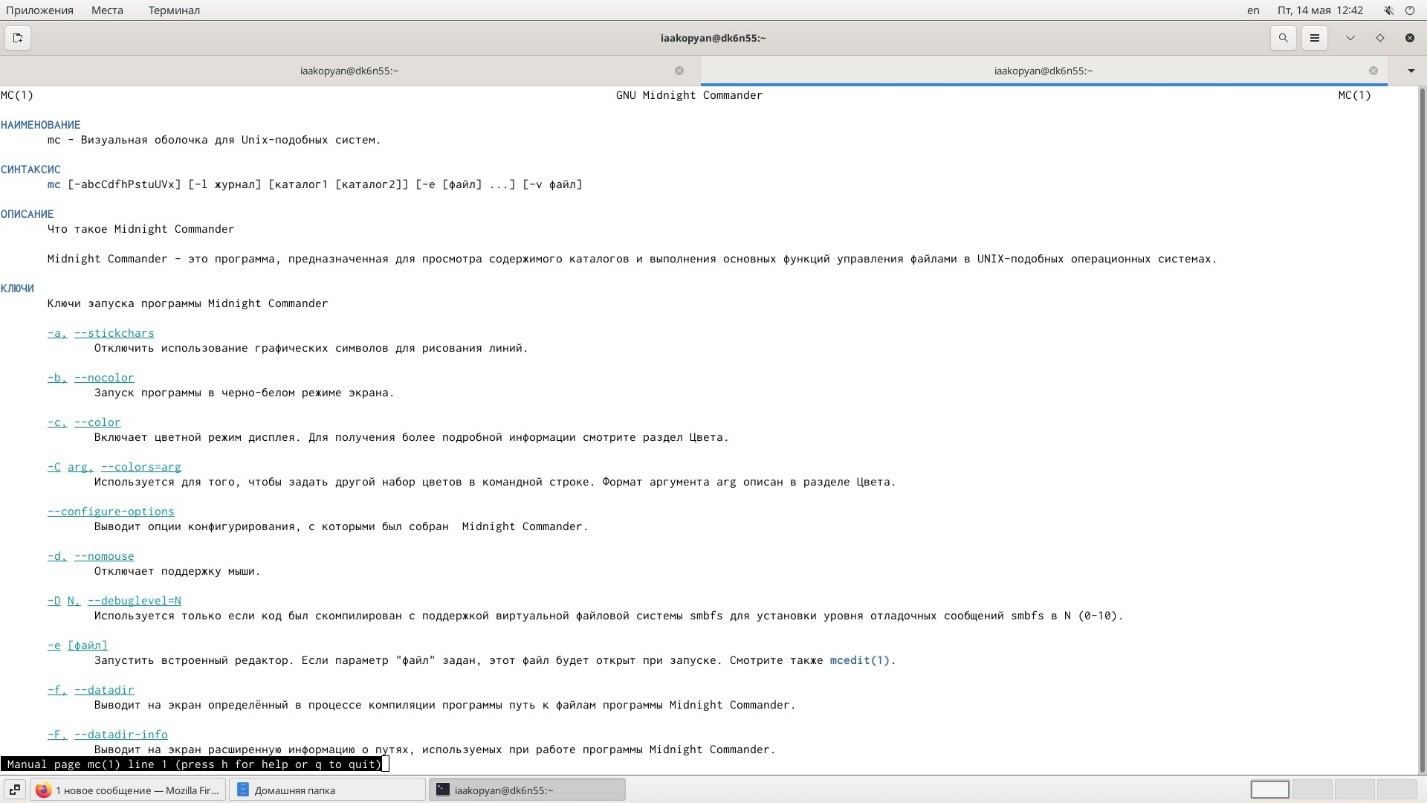 Приложения Места Терминал en Пт, 14 мая 12:42
iaakopyan@dk6n55:~
iaakopyan@dk6n55:~ iaakopyan@dk6n55:~
MC(1) GNU Midnight Commander MC(1)
НАИМЕНОВАНИЕ
mc - Визуальная оболочка для Unix-подобных систем.
СИНТАКСИС
mc [-abcCdfhPstuUVx] [-l журнал] [каталог1 [каталог2]] [-e [файл] ...] [-v файл]
ОПИСАНИЕ
Что такое Midnight Commander
Midnight Commander - это программа, предназначенная для просмотра содержимого каталогов и выполнения основных функций управления файлами в UNIX-подобных операционных системах.
КЛЮЧИ
Ключи запуска программы Midnight Commander
-a, --stickchars
Отключить использование графических символов для рисования линий.
-b, --nocolor
Запуск программы в черно-белом режиме экрана.
-c, --color
Включает цветной режим дисплея. Для получения более подробной информации смотрите раздел Цвета.
-C arg, --colors=arg
Используется для того, чтобы задать другой набор цветов в командной строке. Формат аргумента arg описан в разделе Цвета.
--configure-options
Выводит опции конфигурирования, с которыми был собран  Midnight Commander.
-d, --nomouse
Отключает поддержку мыши.
-D N, --debuglevel=N
Используется только если код был скомпилирован с поддержкой виртуальной файловой системы smbfs для установки уровня отладочных сообщений smbfs в N (0-10).
-e [файл]
Запустить встроенный редактор. Если параметр "файл" задан, этот файл будет открыт при запуске. Смотрите также mcedit(1).
-f, --datadir
Выводит на экран определённый в процессе компиляции программы путь к файлам программы Midnight Commander.
-F, --datadir-info
Выводит на экран расширенную информацию о путях, используемых при работе программы Midnight Commander.
Manual page mc(1) line 1 (press h for help or q to quit)
1 новое сообщение — Mozilla Fir... Домашняя папка iaakopyan@dk6n55:~